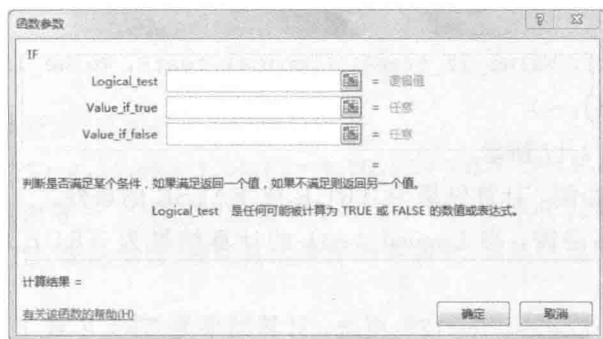 函数参数
IF
Logical_test = 逻辑值
Value_if_true = 任意
Value_if_false = 任意
=
判断是否满足某个条件，如果满足返回一个值，如果不满足则返回另一个值。
Logical_test 是任何可能被计算为 TRUE 或 FALSE 的数值或表达式。
计算结果 =
有关该函数的帮助(H)
确定
取消